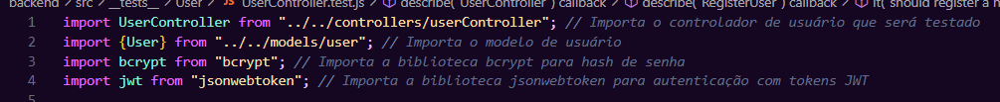 backend > src > __tests__ > User > JS UserController.test.js > describe("UserController") callback > describe("RegisterUser") callback > it("should register a n
1 import UserController from "../../controllers/userController"; // Importa o controlador de usuário que será testado
2 import {User} from "../../models/user"; // Importa o modelo de usuário
3 import bcrypt from "bcrypt"; // Importa a biblioteca bcrypt para hash de senha
4 import jwt from "jsonwebtoken"; // Importa a biblioteca jsonwebtoken para autenticação com tokens JWT
5